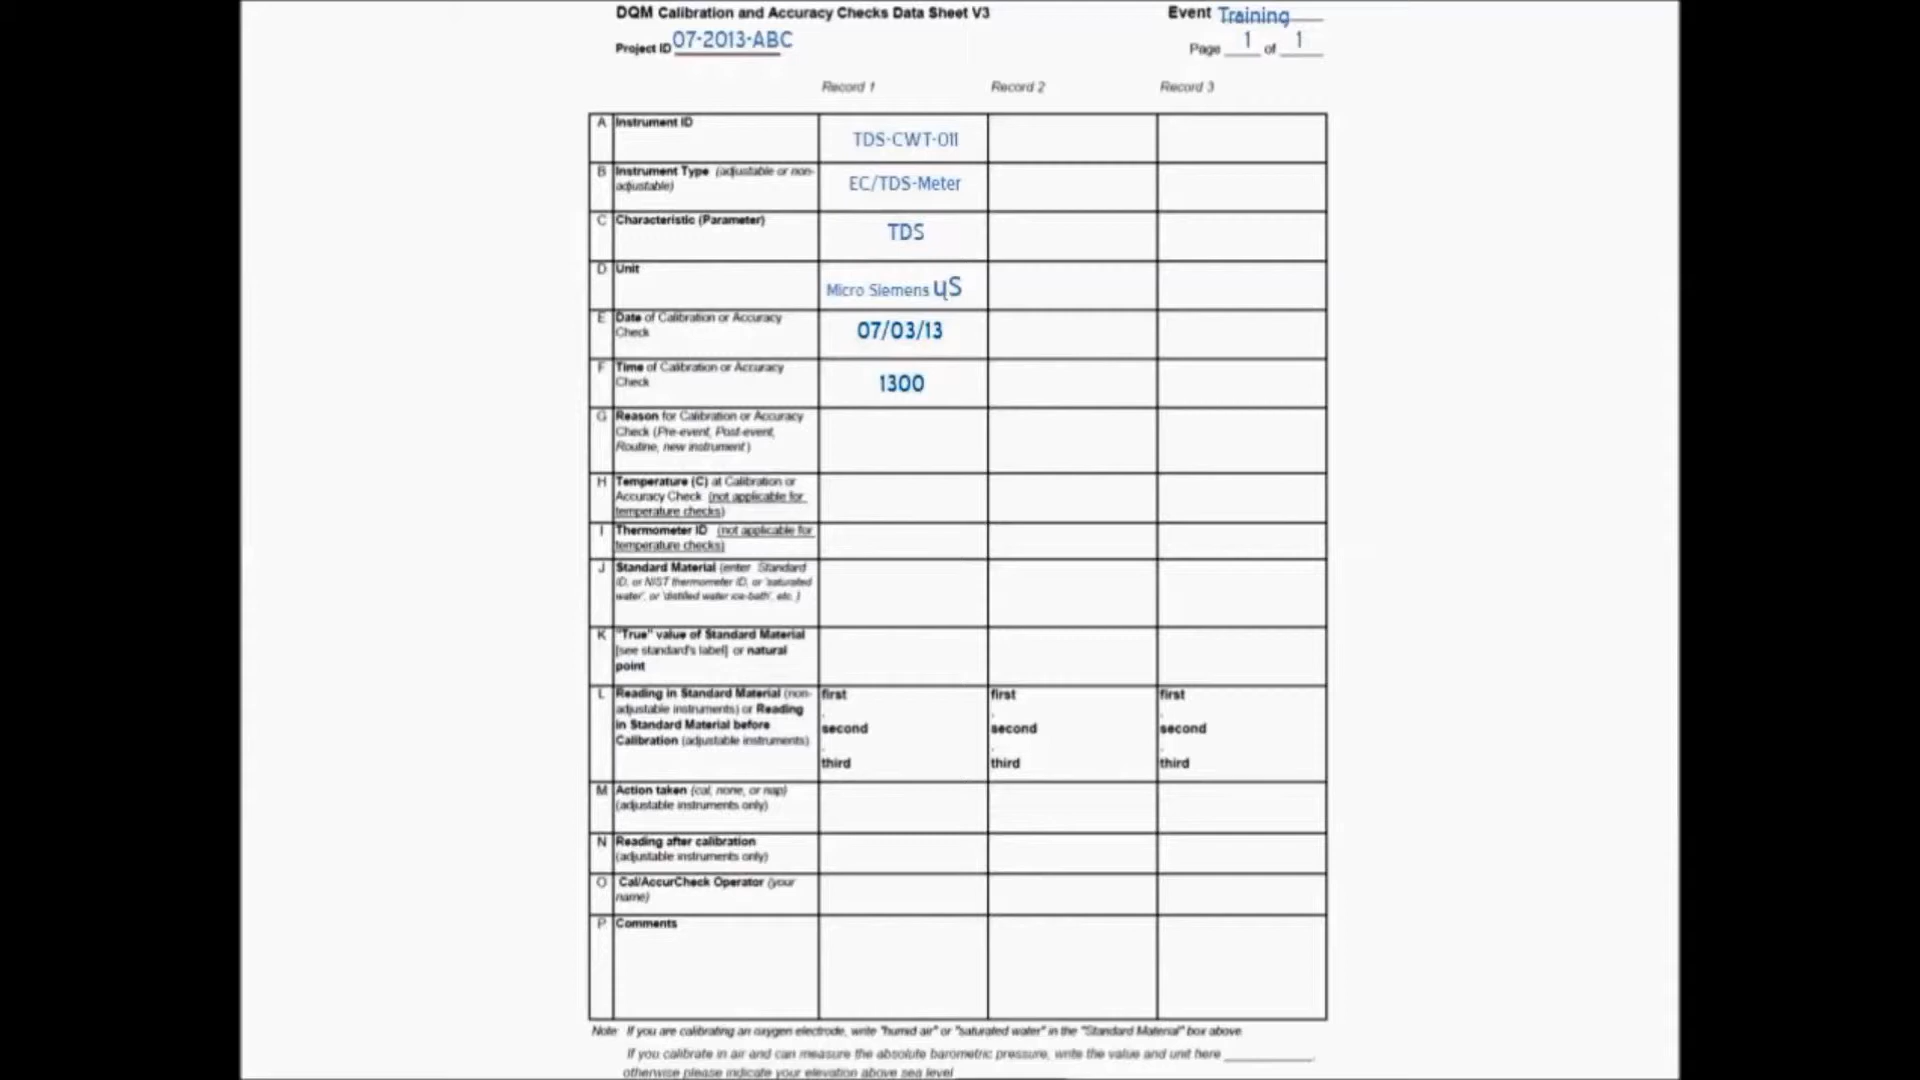 DQM Calibration and Accuracy Checks Data Sheet V3 Event Training
Project ID 07-2013-ABC Page 1 of 1
Record 1 Record 2 Record 3
A Instrument ID TDS-CWT-011
B Instrument Type (adjustable or non-
adjustable) EC/TDS-Meter
C Characteristic (Parameter) TDS
D Unit Micro Siemens ųS
E Date of Calibration or Accuracy
Check 07/03/13
F Time of Calibration or Accuracy
Check 1300
G Reason for Calibration or Accuracy
Check (Pre-event, Post-event,
Routine, new instrument)
H Temperature (C) at Calibration or
Accuracy Check (not applicable for
temperature checks)
I Thermometer ID (not applicable for
temperature checks)
J Standard Material (enter Standard
ID, or NIST thermometer ID, or 'saturated
water', or 'distilled water ice-bath', etc.)
K "True" value of Standard Material
[see standard's label] or natural
point
L Reading in Standard Material (non-
adjustable instruments) or Reading
in Standard Material before
Calibration (adjustable instruments)
first first first
second second second
third third third
M Action taken (cal, none, or nap)
(adjustable instruments only)
N Reading after calibration
(adjustable instruments only)
O Cal/AccurCheck Operator (your
name)
P Comments
Note: If you are calibrating an oxygen electrode, write "humid air" or "saturated water" in the "Standard Material" box above
If you calibrate in air and can measure the absolute barometric pressure, write the value and unit here ____________,
otherwise please indicate your elevation above sea level ____________